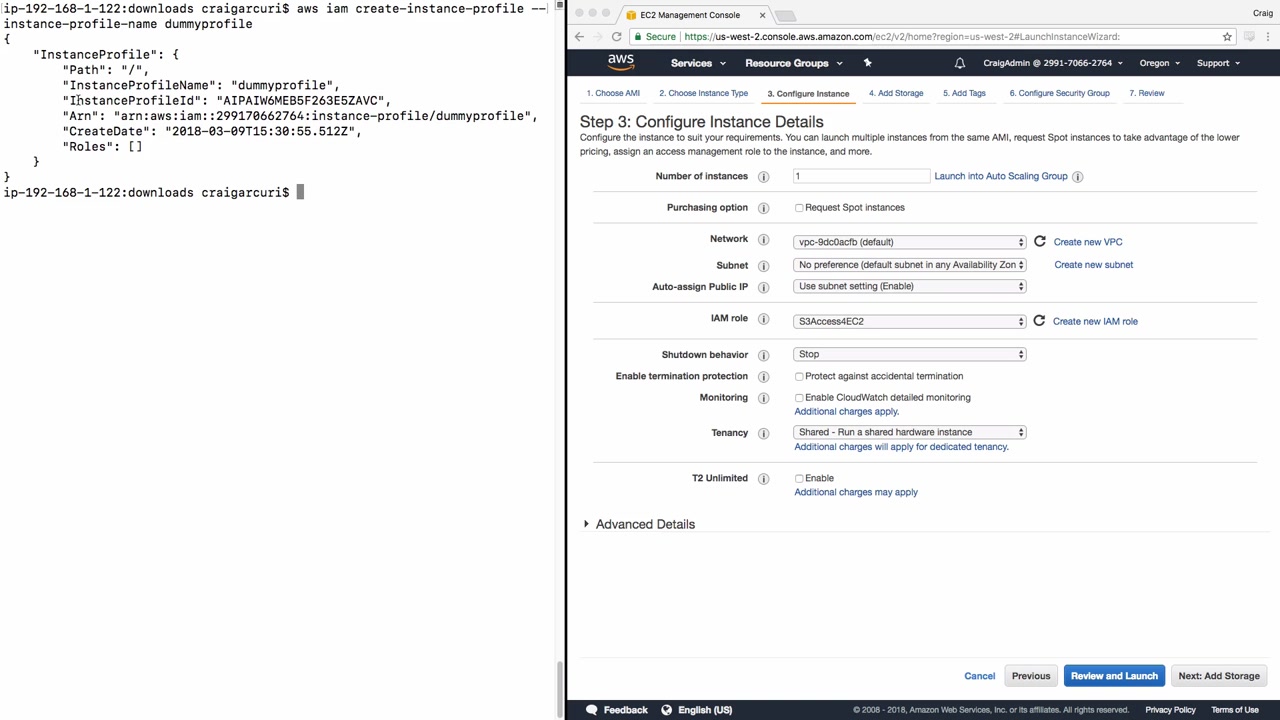 ip-192-168-1-122:downloads craigarcuri$ aws iam create-instance-profile --
instance-profile-name dummyprofile
{
    "InstanceProfile": {
        "Path": "/",
        "InstanceProfileName": "dummyprofile",
        "InstanceProfileId": "AIPAIW6MEB5F263E5ZAVC",
        "Arn": "arn:aws:iam::299170662764:instance-profile/dummyprofile",
        "CreateDate": "2018-03-09T15:30:55.512Z",
        "Roles": []
    }
}
ip-192-168-1-122:downloads craigarcuri$
EC2 Management Console
Craig
Secure https://us-west-2.console.aws.amazon.com/ec2/v2/home?region=us-west-2#LaunchInstanceWizard:
aws Services Resource Groups CraigAdmin @ 2991-7066-2764 Oregon Support
1. Choose AMI 2. Choose Instance Type 3. Configure Instance 4. Add Storage 5. Add Tags 6. Configure Security Group 7. Review
Step 3: Configure Instance Details
Configure the instance to suit your requirements. You can launch multiple instances from the same AMI, request Spot instances to take advantage of the lower
pricing, assign an access management role to the instance, and more.
Number of instances 1 Launch into Auto Scaling Group
Purchasing option Request Spot instances
Network vpc-9dc0acfb (default) Create new VPC
Subnet No preference (default subnet in any Availability Zon Create new subnet
Auto-assign Public IP Use subnet setting (Enable)
IAM role S3Access4EC2 Create new IAM role
Shutdown behavior Stop
Enable termination protection Protect against accidental termination
Monitoring Enable CloudWatch detailed monitoring
Additional charges apply.
Tenancy Shared - Run a shared hardware instance
Additional charges will apply for dedicated tenancy.
T2 Unlimited Enable
Additional charges may apply
Advanced Details
Cancel Previous Review and Launch Next: Add Storage
Feedback English (US) © 2008 - 2018, Amazon Web Services, Inc. or its affiliates. All rights reserved. Privacy Policy Terms of Use